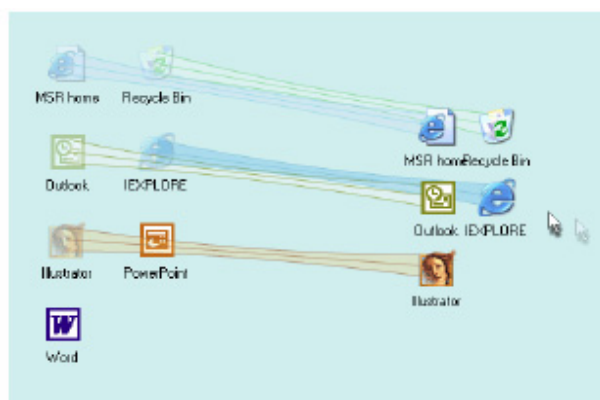 MSR home Recycle Bin
MSR home Recycle Bin
Outlook IEXPLORE
Outlook IEXPLORE
Illustrator PowerPoint
Illustrator
W
Word